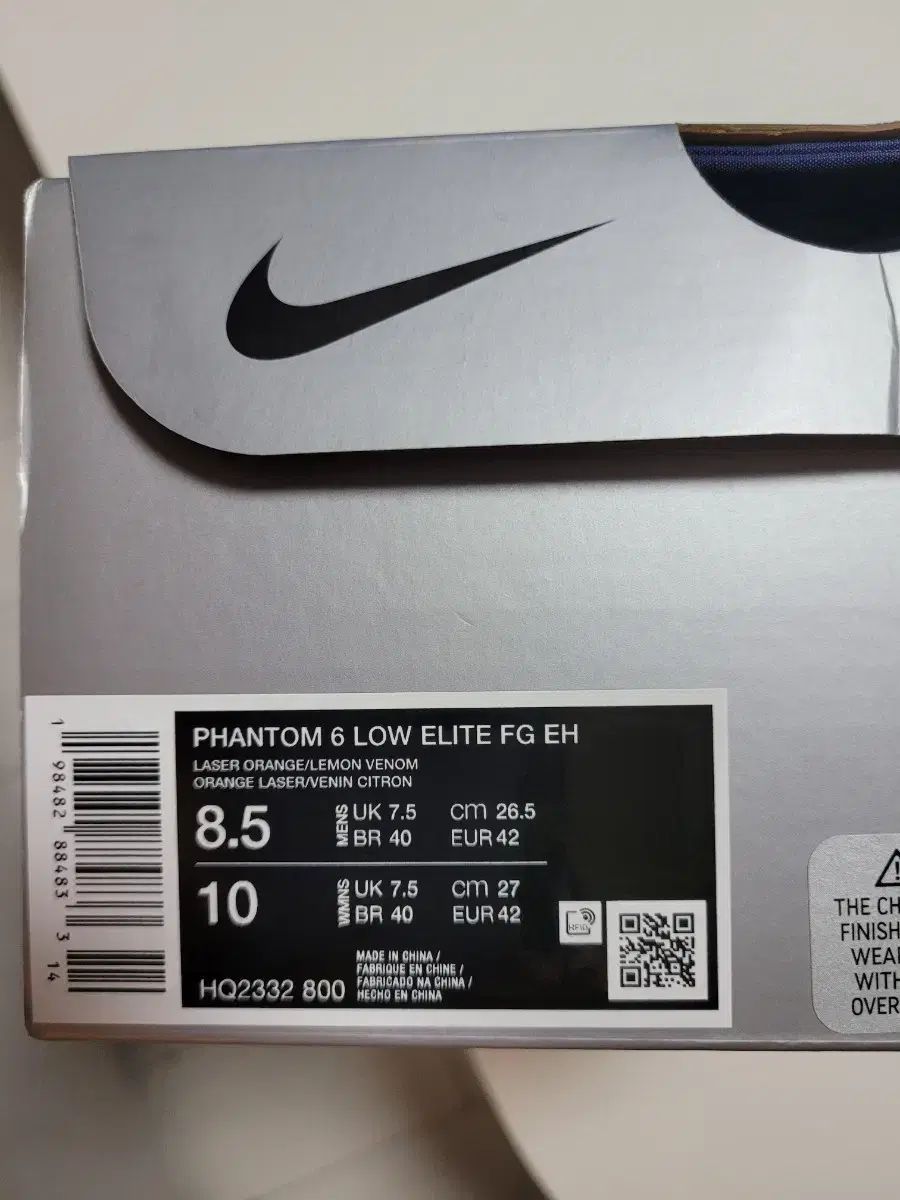 PHANTOM 6 LOW ELITE FG EH
LASER ORANGE/LEMON VENOM
ORANGE LASER/VENIN CITRON
8.5 MENS UK 7.5 cm 26.5
BR 40 EUR 42
10 WMNS UK 7.5 cm 27
BR 40 EUR 42
RFID
MADE IN CHINA /
FABRIQUE EN CHINE /
FABRICADO NA CHINA /
HECHO EN CHINA
HQ2332 800
1 98482 88483 3 14
THE CH
FINISH
WEA
WITH
OVER